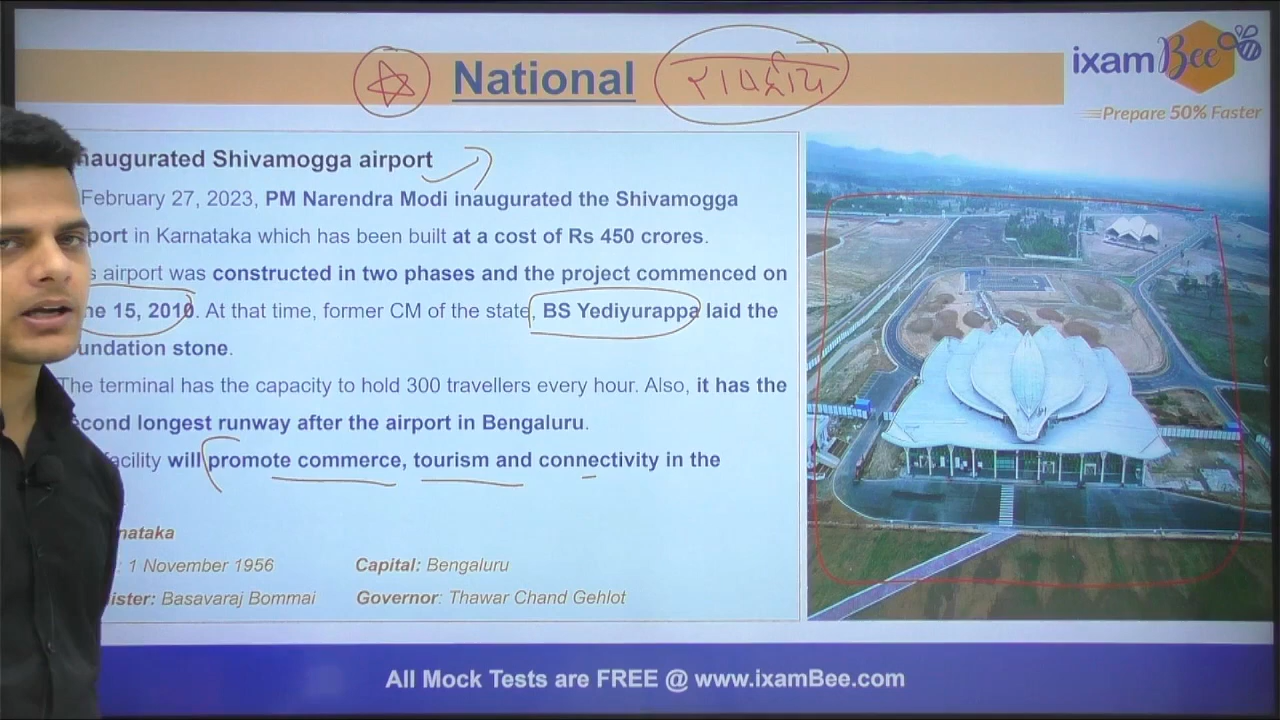 National
ixamBee
Prepare 50% Faster
naugurated Shivamogga airport
February 27, 2023, PM Narendra Modi inaugurated the Shivamogga
port in Karnataka which has been built at a cost of Rs 450 crores.
s airport was constructed in two phases and the project commenced on
ne 15, 2010. At that time, former CM of the state, BS Yediyurappa laid the
undation stone.
The terminal has the capacity to hold 300 travellers every hour. Also, it has the
econd longest runway after the airport in Bengaluru.
facility will promote commerce, tourism and connectivity in the
nataka
: 1 November 1956 Capital: Bengaluru
ister: Basavaraj Bommai Governor: Thawar Chand Gehlot
All Mock Tests are FREE @ www.ixamBee.com